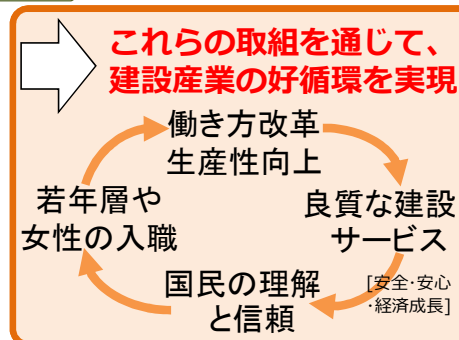 これらの取組を通じて、
建設産業の好循環を実現
働き方改革
生産性向上
良質な建設
サービス
[安全･安心
･経済成長]
国民の理解
と信頼
若年層や
女性の入職